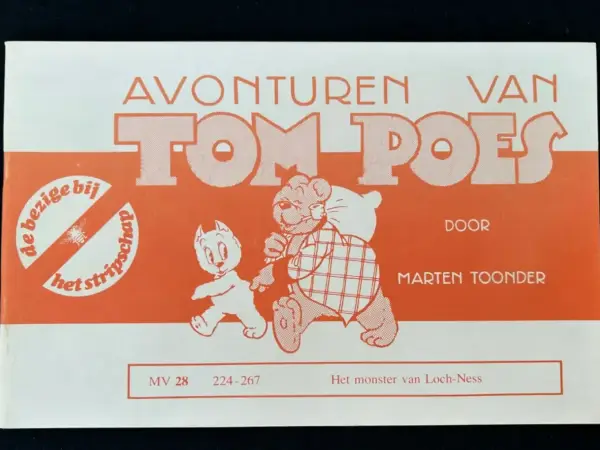 AVONTUREN VAN
TOM POES
de bezige bij
het stripschap
DOOR
MARTEN TOONDER
MV 28 224-267 Het monster van Loch-Ness